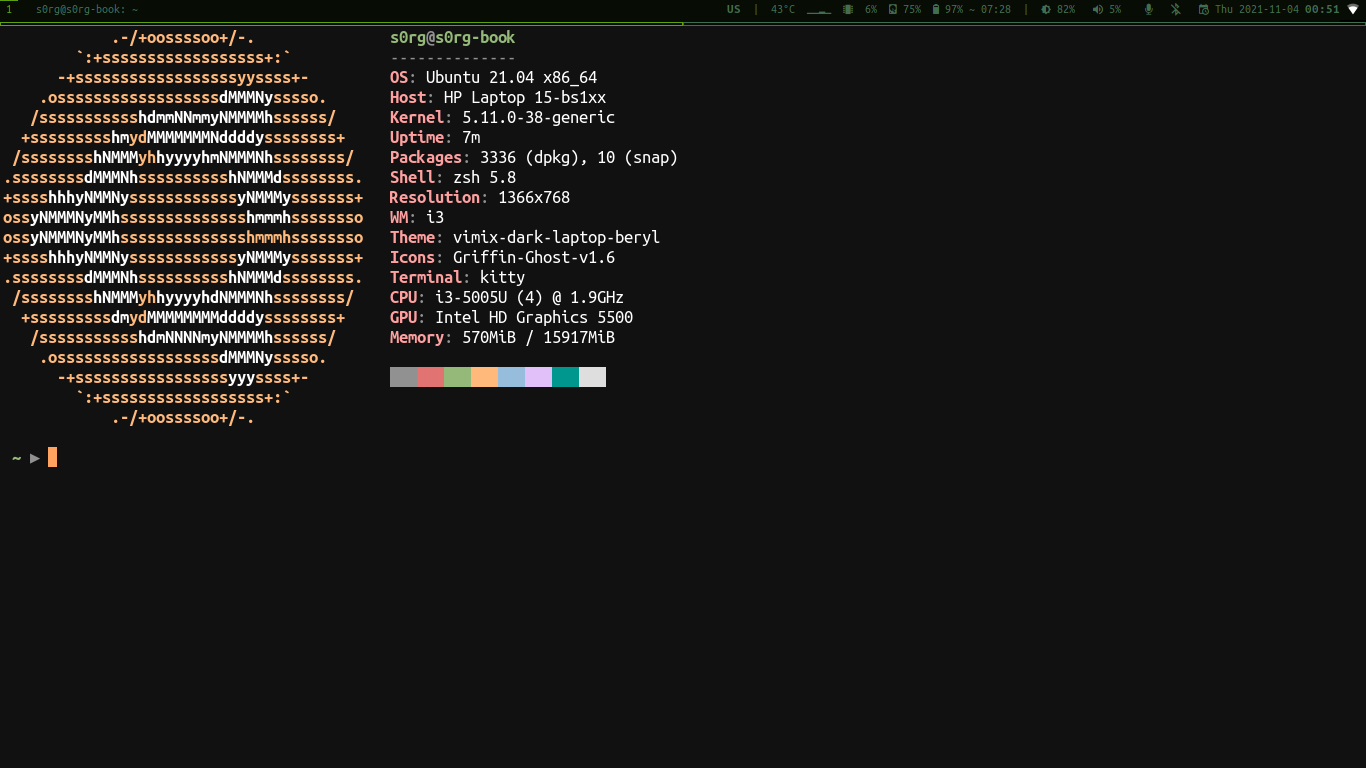 1 s0rg@s0rg-book: ~ US | 43°C 6% 75% 97% ~ 07:28 | 82% 5% Thu 2021-11-04 00:51
.-/+oossssoo+/-. s0rg@s0rg-book
`:+ssssssssssssssssss+:` --------------
-+ssssssssssssssssssyyssss+- OS: Ubuntu 21.04 x86_64
.ossssssssssssssssssdMMMNysssso. Host: HP Laptop 15-bs1xx
/ssssssssssshdmmNNmmyNMMMMhssssss/ Kernel: 5.11.0-38-generic
+ssssssssshmydMMMMMMMNddddyssssssss+ Uptime: 7m
/sssssssshNMMMyhhyyyyhmNMMMNhssssssss/ Packages: 3336 (dpkg), 10 (snap)
.ssssssssdMMMNhsssssssssshNMMMdssssssss. Shell: zsh 5.8
+sssshhhyNMMNyssssssssssssyNMMMysssssss+ Resolution: 1366x768
ossyNMMMNyMMhsssssssssssssshmmmhssssssso WM: i3
ossyNMMMNyMMhsssssssssssssshmmmhssssssso Theme: vimix-dark-laptop-beryl
+sssshhhyNMMNyssssssssssssyNMMMysssssss+ Icons: Griffin-Ghost-v1.6
.ssssssssdMMMNhsssssssssshNMMMdssssssss. Terminal: kitty
/sssssssshNMMMyhhyyyyhdNMMMNhssssssss/ CPU: i3-5005U (4) @ 1.9GHz
+sssssssssdmydMMMMMMMMddddyssssssss+ GPU: Intel HD Graphics 5500
/ssssssssssshdmNNNNmyNMMMMhssssss/ Memory: 570MiB / 15917MiB
.ossssssssssssssssssdMMMNysssso.
-+sssssssssssssssssyyyssss+-
`:+ssssssssssssssssss+:`
.-/+oossssoo+/-.
~ ▶